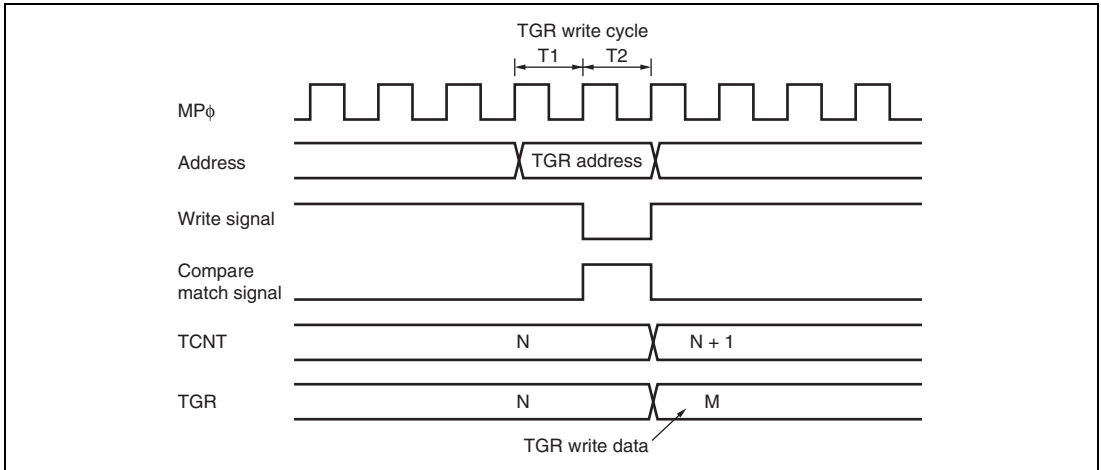 TGR write cycle
T1 T2
MPϕ
Address
TGR address
Write signal
Compare
match signal
TCNT
N
N + 1
TGR
N
M
TGR write data